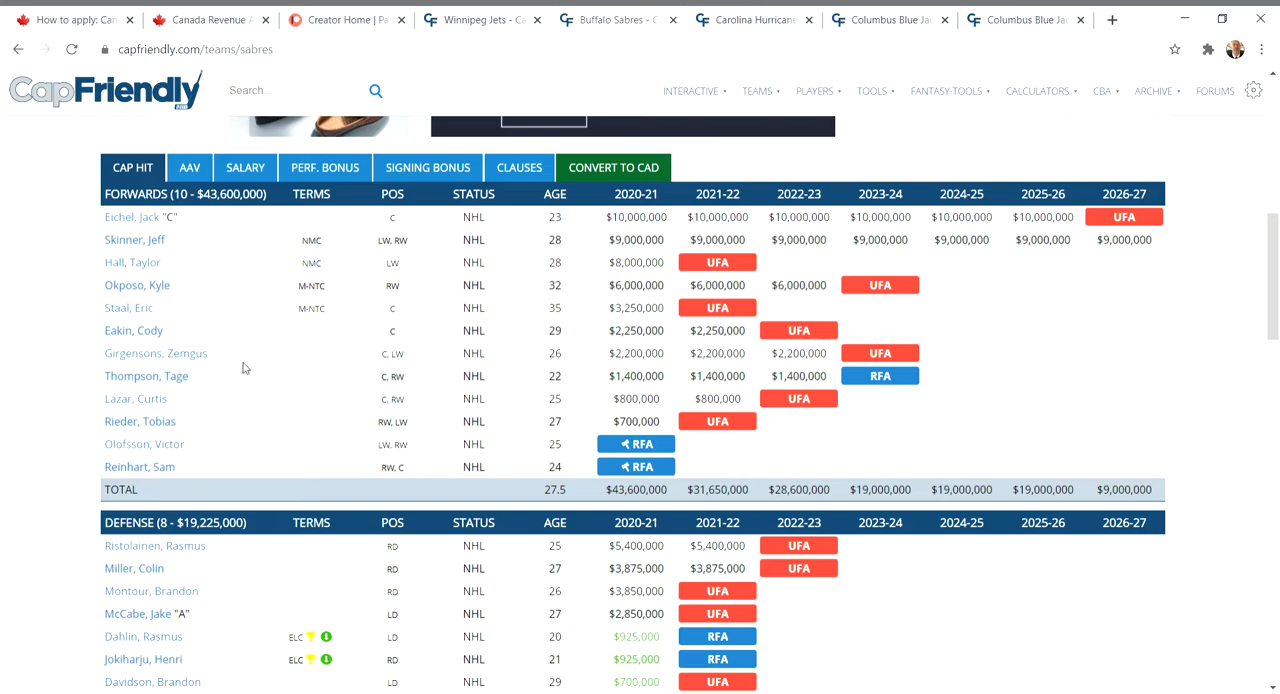 How to apply: Can
Canada Revenue A
Creator Home | Pa
Winnipeg Jets - Ca
Buffalo Sabres - C
Carolina Hurricane
Columbus Blue Jac
Columbus Blue Jac
capfriendly.com/teams/sabres
CapFriendly
Search...
INTERACTIVE TEAMS PLAYERS TOOLS FANTASY-TOOLS CALCULATORS CBA ARCHIVE FORUMS
CAP HIT AAV SALARY PERF. BONUS SIGNING BONUS CLAUSES CONVERT TO CAD
FORWARDS (10 - $43,600,000) TERMS POS STATUS AGE 2020-21 2021-22 2022-23 2023-24 2024-25 2025-26 2026-27
Eichel, Jack "C" C NHL 23 $10,000,000 $10,000,000 $10,000,000 $10,000,000 $10,000,000 $10,000,000 UFA
Skinner, Jeff NMC LW, RW NHL 28 $9,000,000 $9,000,000 $9,000,000 $9,000,000 $9,000,000 $9,000,000 $9,000,000
Hall, Taylor NMC LW NHL 28 $8,000,000 UFA
Okposo, Kyle M-NTC RW NHL 32 $6,000,000 $6,000,000 $6,000,000 UFA
Staal, Eric M-NTC C NHL 35 $3,250,000 UFA
Eakin, Cody C NHL 29 $2,250,000 $2,250,000 UFA
Girgensons, Zemgus C, LW NHL 26 $2,200,000 $2,200,000 $2,200,000 UFA
Thompson, Tage C, RW NHL 22 $1,400,000 $1,400,000 $1,400,000 RFA
Lazar, Curtis C, RW NHL 25 $800,000 $800,000 UFA
Rieder, Tobias RW, LW NHL 27 $700,000 UFA
Olofsson, Victor LW, RW NHL 25 RFA
Reinhart, Sam RW, C NHL 24 RFA
TOTAL 27.5 $43,600,000 $31,650,000 $28,600,000 $19,000,000 $19,000,000 $19,000,000 $9,000,000
DEFENSE (8 - $19,225,000) TERMS POS STATUS AGE 2020-21 2021-22 2022-23 2023-24 2024-25 2025-26 2026-27
Ristolainen, Rasmus RD NHL 25 $5,400,000 $5,400,000 UFA
Miller, Colin RD NHL 27 $3,875,000 $3,875,000 UFA
Montour, Brandon RD NHL 26 $3,850,000 UFA
McCabe, Jake "A" LD NHL 27 $2,850,000 UFA
Dahlin, Rasmus ELC LD NHL 20 $925,000 RFA
Jokiharju, Henri ELC RD NHL 21 $925,000 RFA
Davidson, Brandon LD NHL 29 $700,000 UFA